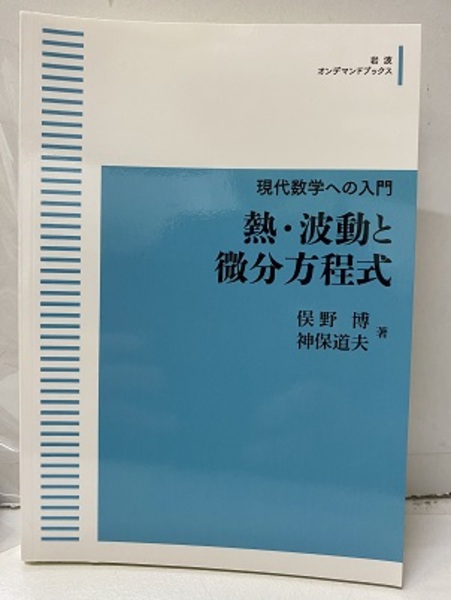 岩波
オンデマンドブックス
現代数学への入門
熱・波動と
微分方程式
俣野 博
神保道夫 著